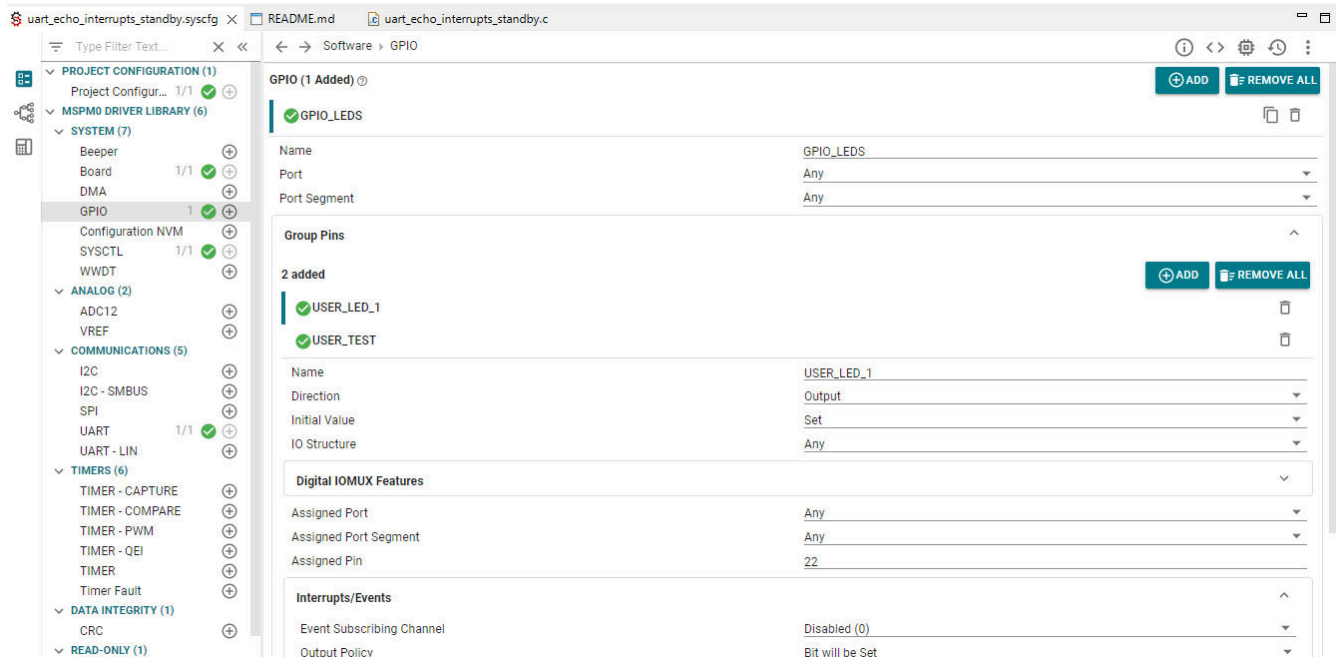 uart_echo_interrupts_standby.syscfg README.md uart_echo_interrupts_standby.c
Type Filter Text...
Software GPIO
PROJECT CONFIGURATION (1)
Project Configur... 1/1
MSPM0 DRIVER LIBRARY (6)
SYSTEM (7)
Beeper
Board 1/1
DMA
GPIO 1
Configuration NVM
SYSCTL 1/1
WWDT
ANALOG (2)
ADC12
VREF
COMMUNICATIONS (5)
I2C
I2C - SMBUS
SPI
UART 1/1
UART - LIN
TIMERS (6)
TIMER - CAPTURE
TIMER - COMPARE
TIMER - PWM
TIMER - QEI
TIMER
Timer Fault
DATA INTEGRITY (1)
CRC
READ-ONLY (1)
GPIO (1 Added)
ADD REMOVE ALL
GPIO_LEDS
Name GPIO_LEDS
Port Any
Port Segment Any
Group Pins
2 added
ADD REMOVE ALL
USER_LED_1
USER_TEST
Name USER_LED_1
Direction Output
Initial Value Set
IO Structure Any
Digital IOMUX Features
Assigned Port Any
Assigned Port Segment Any
Assigned Pin 22
Interrupts/Events
Event Subscribing Channel Disabled (0)
Output Policy Bit will be Set